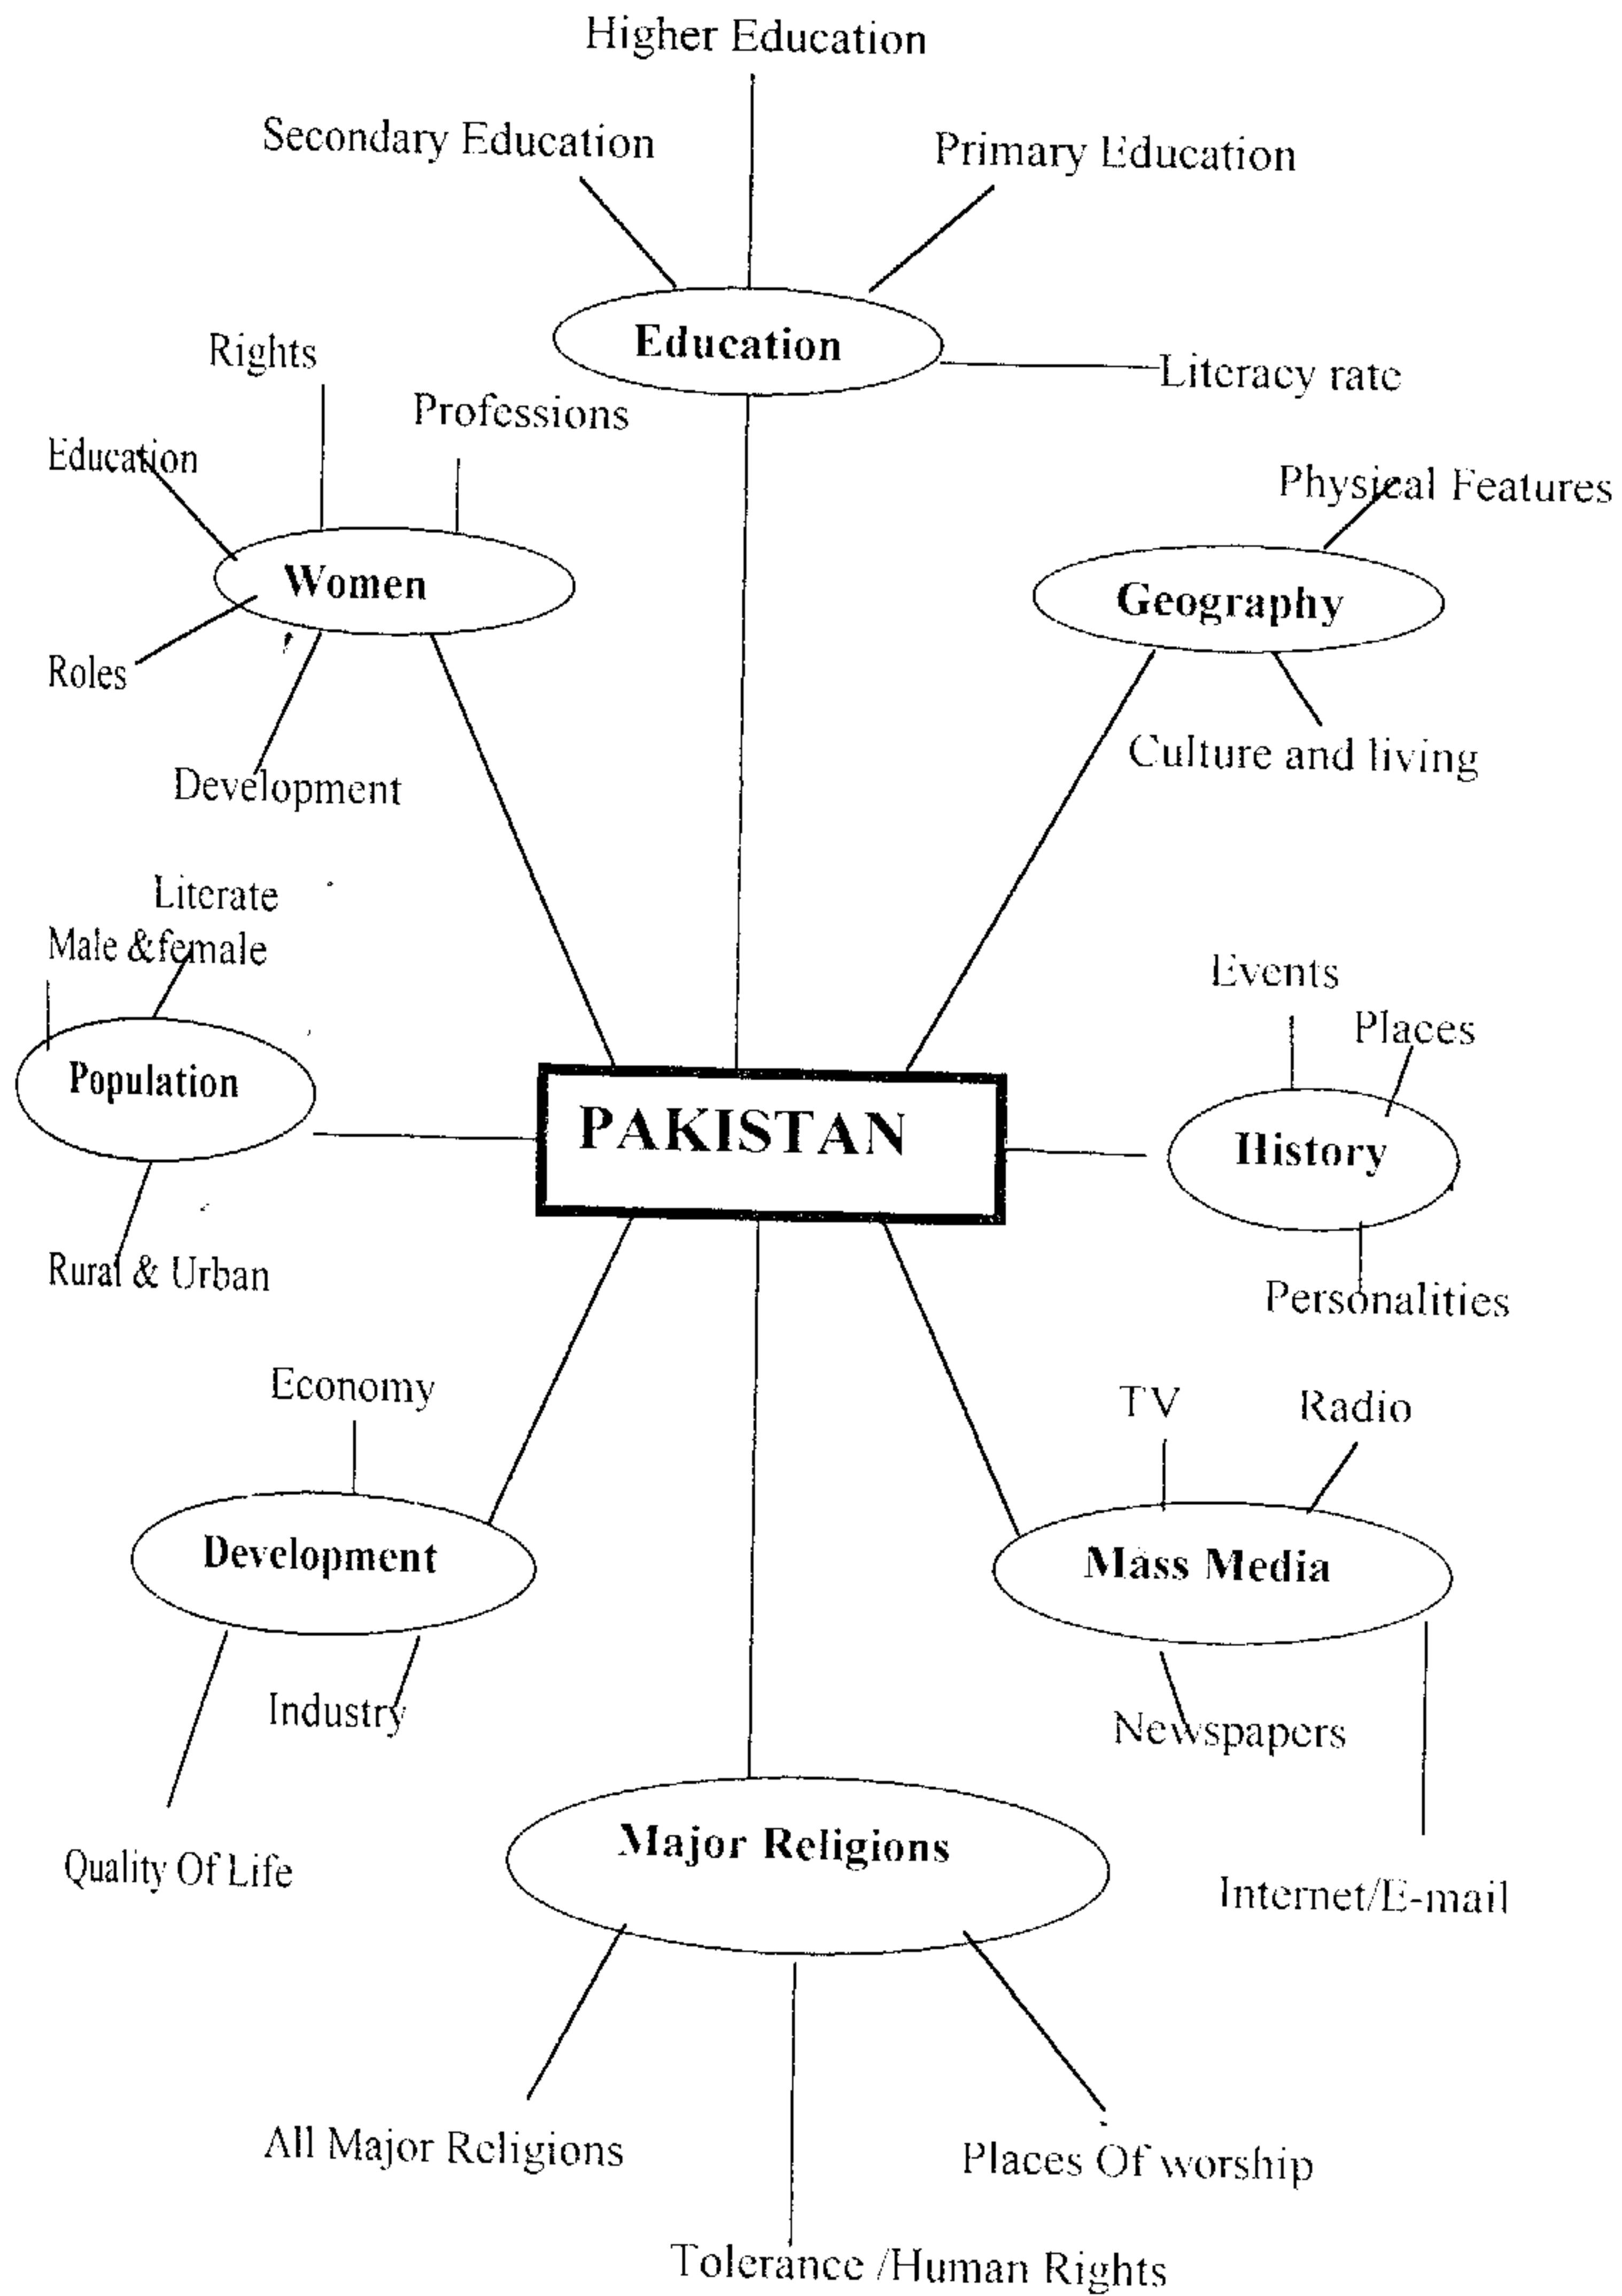 Higher Education
Secondary Education
Primary Education
Education
Literacy rate
Rights
Professions
Education
Women
Roles
Development
Physical Features
Geography
Culture and living
Literate
Male &female
Population
Rural & Urban
PAKISTAN
Events
Places
History
Personalities
Economy
Development
Industry
Quality Of Life
TV
Radio
Mass Media
Newspapers
Internet/E-mail
Major Religions
All Major Religions
Places Of worship
Tolerance /Human Rights